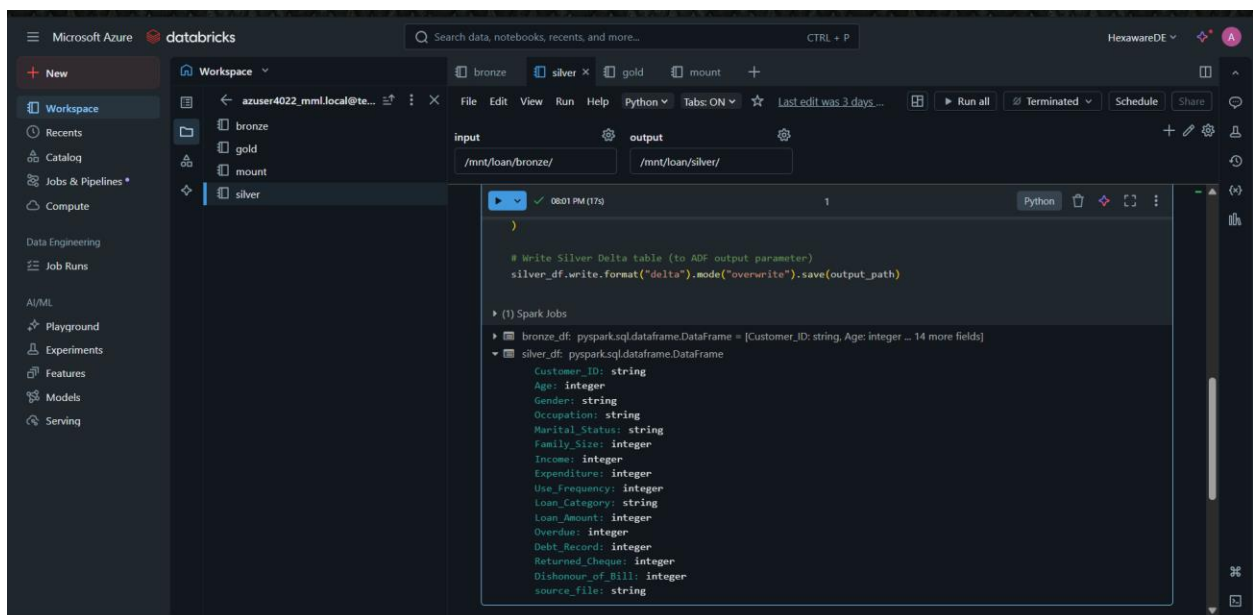 Microsoft Azure databricks Search data, notebooks, recents, and more... CTRL + P HexawareDE A
New
Workspace
Recents
Catalog
Jobs & Pipelines
Compute
Data Engineering
Job Runs
AI/ML
Playground
Experiments
Features
Models
Serving
Workspace
azuser4022_mml.local@te...
bronze
gold
mount
silver
bronze silver gold mount
File Edit View Run Help Python Tabs: ON Last edit was 3 days ... Run all Terminated Schedule Share
input output
/mnt/loan/bronze/ /mnt/loan/silver/
08:01 PM (17s) 1 Python
)
# Write Silver Delta table (to ADF output parameter)
silver_df.write.format("delta").mode("overwrite").save(output_path)
(1) Spark Jobs
bronze_df: pyspark.sql.dataframe.DataFrame = [Customer_ID: string, Age: integer ... 14 more fields]
silver_df: pyspark.sql.dataframe.DataFrame
Customer_ID: string
Age: integer
Gender: string
Occupation: string
Marital_Status: string
Family_Size: integer
Income: integer
Expenditure: integer
Use_Frequency: integer
Loan_Category: string
Loan_Amount: integer
Overdue: integer
Debt_Record: integer
Returned_Cheque: integer
Dishonour_of_Bill: integer
source_file: string